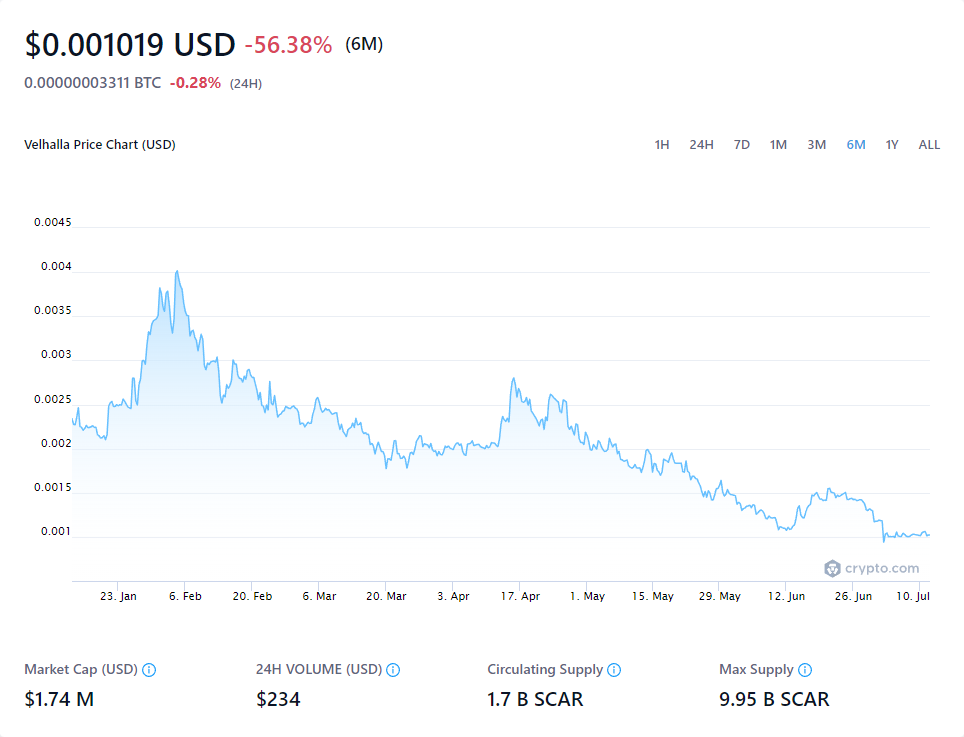 $0.001019 USD -56.38% (6M)
0.00000003311 BTC -0.28% (24H)
Velhalla Price Chart (USD) 1H 24H 7D 1M 3M 6M 1Y ALL
0.0045
0.004
0.0035
0.003
0.0025
0.002
0.0015
0.001
crypto.com
23. Jan 6. Feb 20. Feb 6. Mar 20. Mar 3. Apr 17. Apr 1. May 15. May 29. May 12. Jun 26. Jun 10. Jul
Market Cap (USD) 24H VOLUME (USD) Circulating Supply Max Supply
$1.74 M $234 1.7 B SCAR 9.95 B SCAR